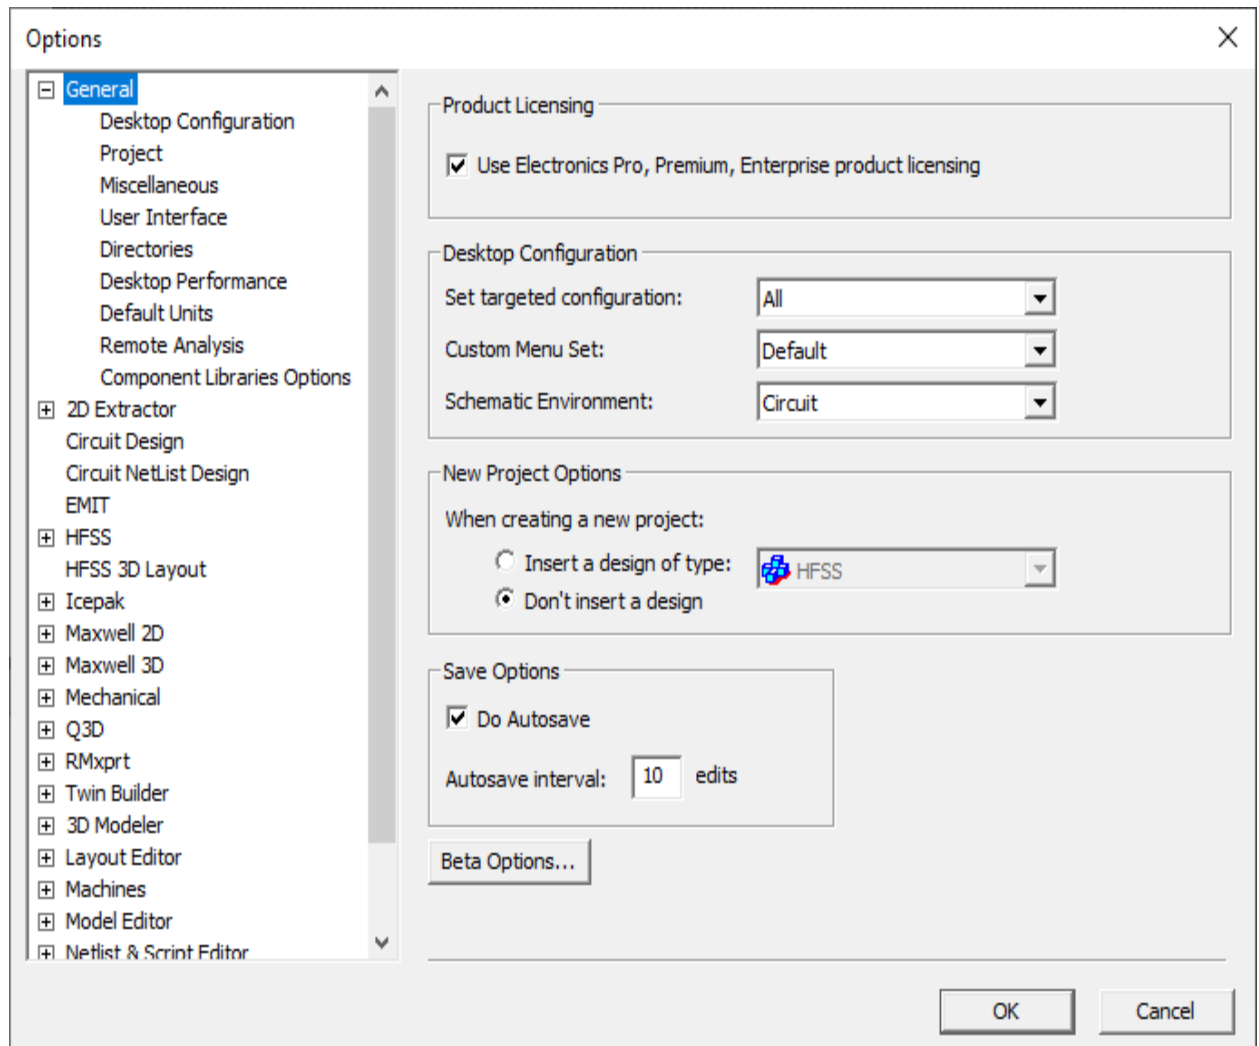 Options
General
Desktop Configuration
Project
Miscellaneous
User Interface
Directories
Desktop Performance
Default Units
Remote Analysis
Component Libraries Options
2D Extractor
Circuit Design
Circuit NetList Design
EMIT
HFSS
HFSS 3D Layout
Icepak
Maxwell 2D
Maxwell 3D
Mechanical
Q3D
RMxprt
Twin Builder
3D Modeler
Layout Editor
Machines
Model Editor
Netlist & Script Editor
Product Licensing
Use Electronics Pro, Premium, Enterprise product licensing
Desktop Configuration
Set targeted configuration: All
Custom Menu Set: Default
Schematic Environment: Circuit
New Project Options
When creating a new project:
Insert a design of type: HFSS
Don't insert a design
Save Options
Do Autosave
Autosave interval: 10 edits
Beta Options...
OK Cancel